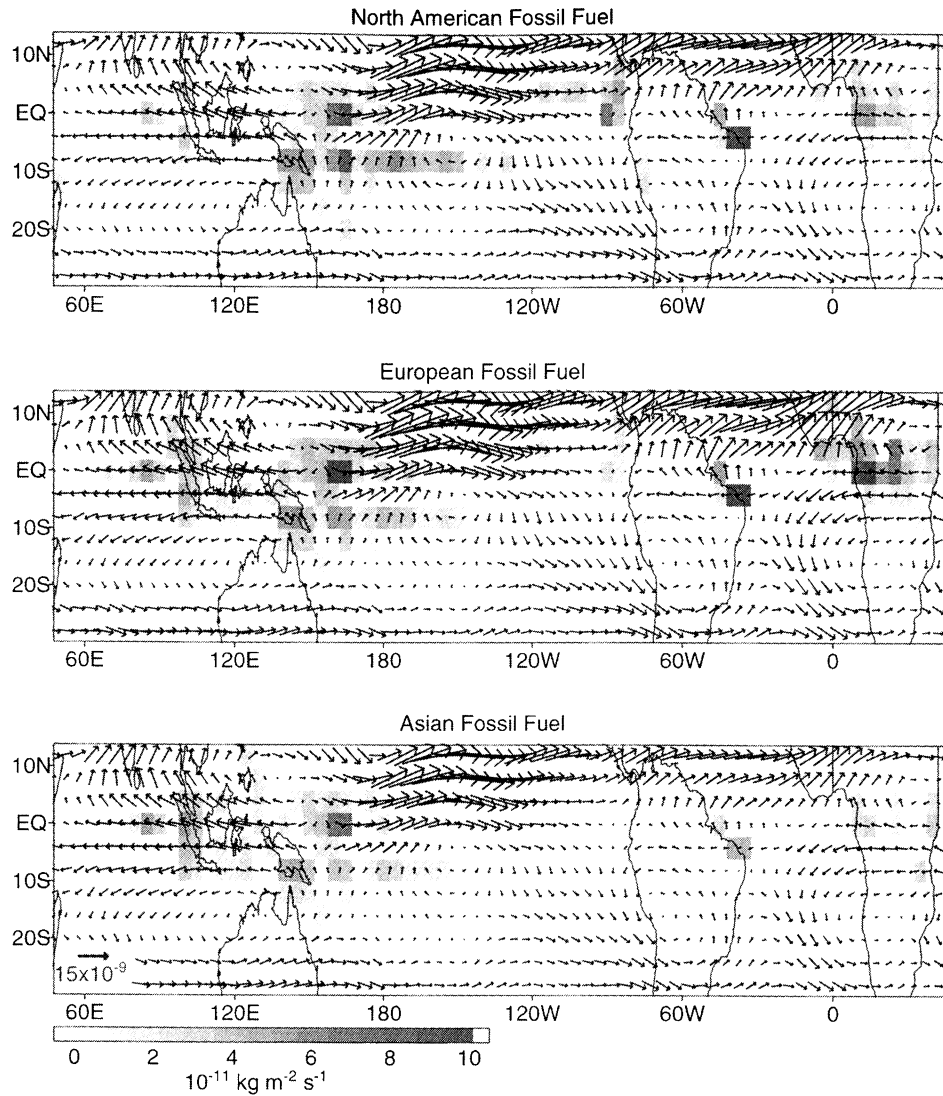 North American Fossil Fuel
10N
EQ
10S
20S
60E 120E 180 120W 60W 0
European Fossil Fuel
10N
EQ
10S
20S
60E 120E 180 120W 60W 0
Asian Fossil Fuel
10N
EQ
10S
20S
15x10-9
60E 120E 180 120W 60W 0
0 2 4 6 8 10
10-11 kg m-2 s-1